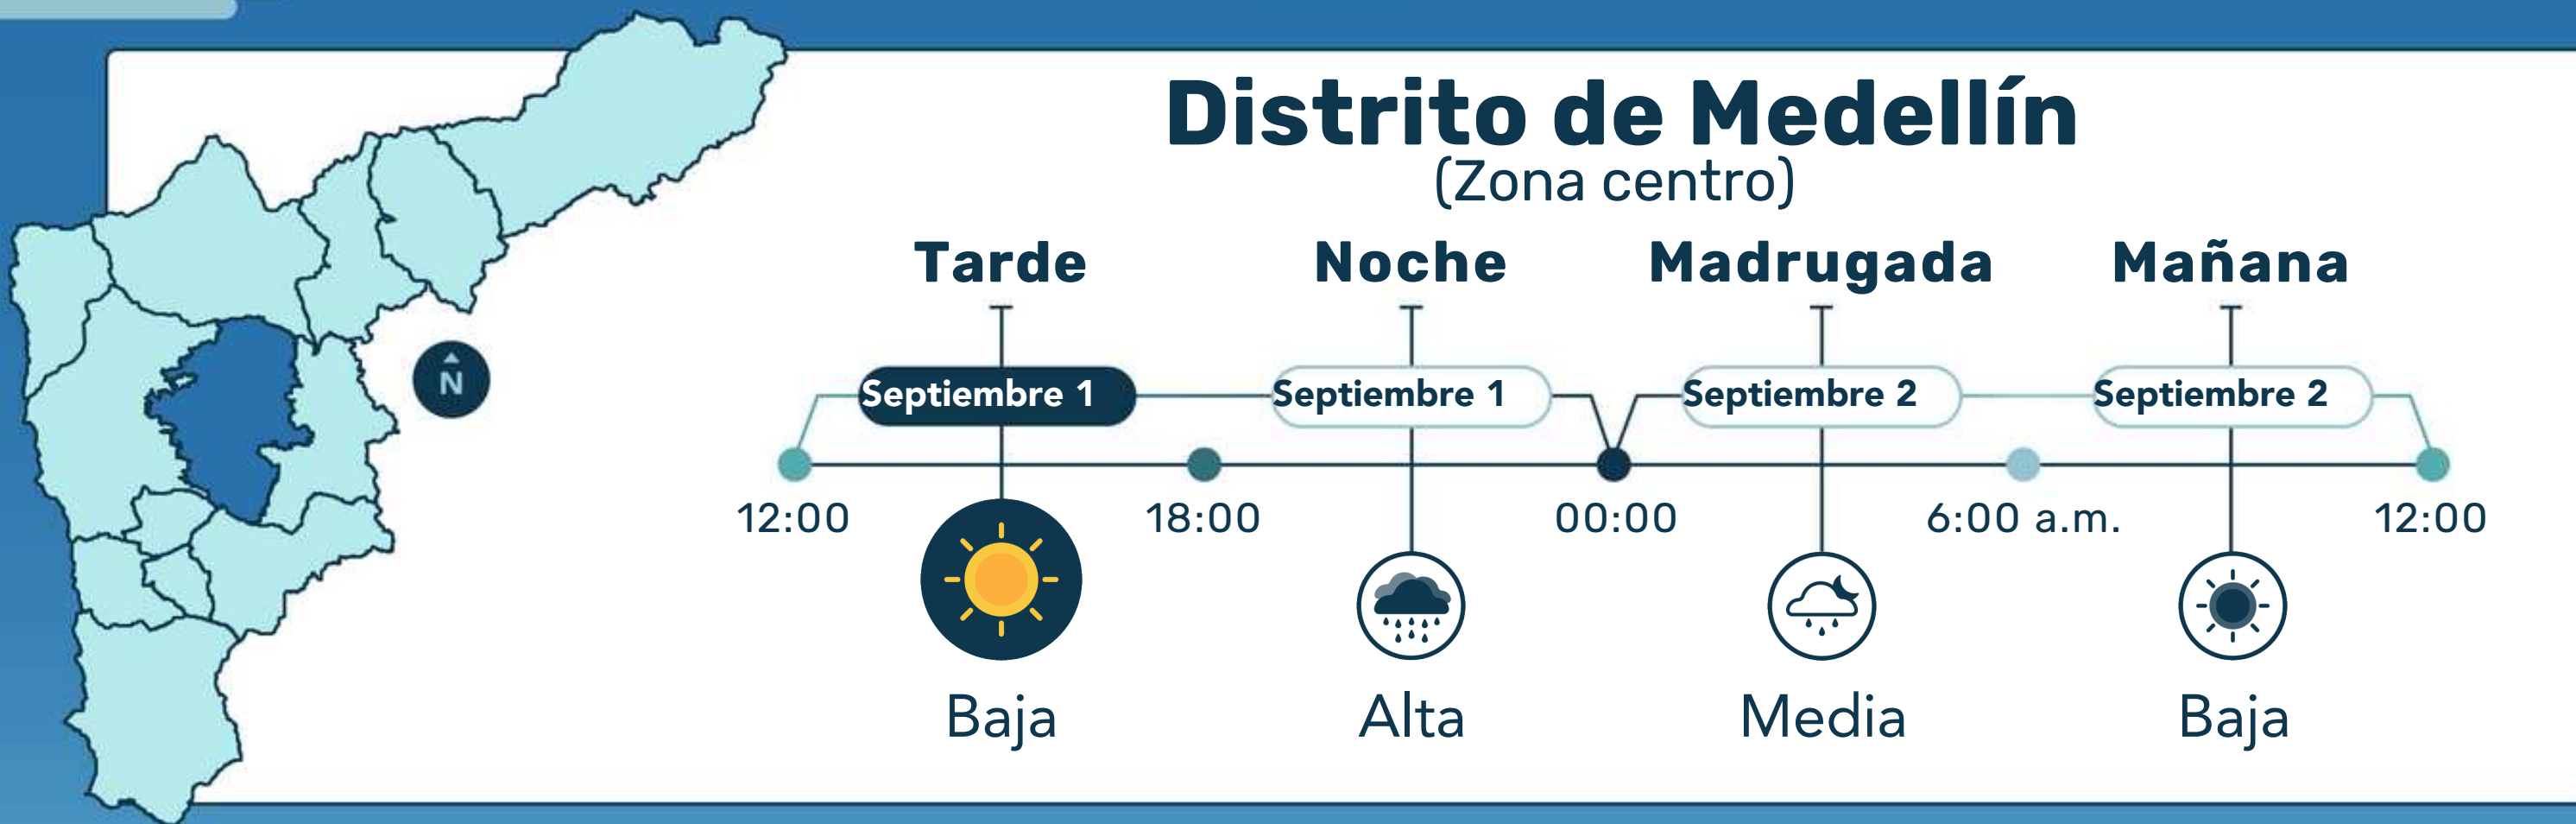 Distrito de Medellín
(Zona centro)
Tarde Noche Madrugada Mañana
Septiembre 1 Septiembre 1 Septiembre 2 Septiembre 2
N
12:00 18:00 00:00 6:00 a.m. 12:00
Baja Alta Media Baja